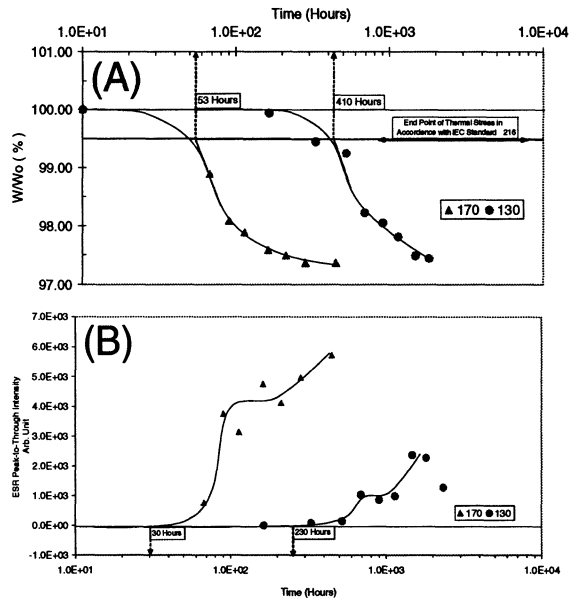 Time (Hours)
1.0E+01 1.0E+02 1.0E+03 1.0E+04
101.00
(A)
53 Hours
410 Hours
100.00
End Point of Thermal Stress in
Accordance with IEC Standard 216
99.00
W/Wo (%)
▲ 170 ● 130
98.00
97.00
7.0E+03
(B)
6.0E+03
5.0E+03
4.0E+03
3.0E+03
2.0E+03
1.0E+03
0.0E+00
-1.0E+03
ESR Peak-to-Through Intensity
Arb. Unit
▲ 170 ● 130
30 Hours
230 Hours
1.0E+01 1.0E+02 1.0E+03 1.0E+04
Time (Hours)